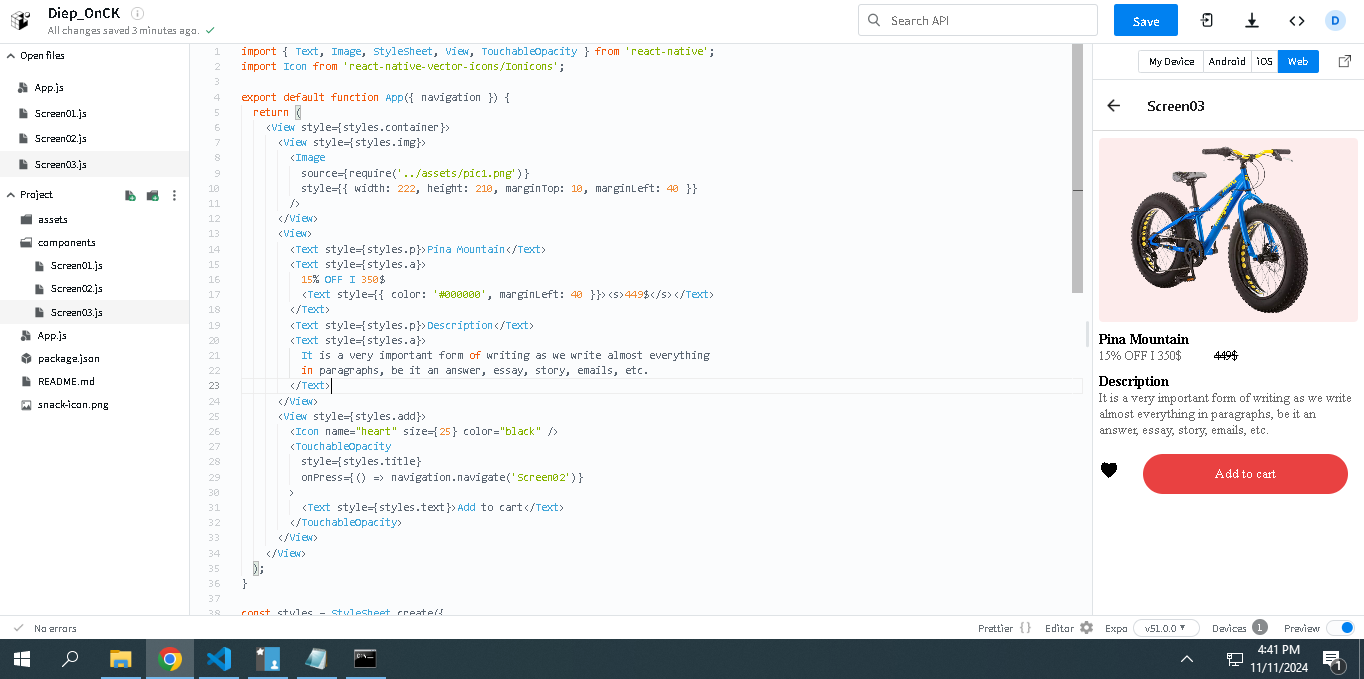 Diep_OnCK
All changes saved 3 minutes ago.
Search API
Save
D
Open files
App.js
Screen01.js
Screen02.js
Screen03.js
Project
assets
components
Screen01.js
Screen02.js
Screen03.js
App.js
package.json
README.md
snack-icon.png
1 import { Text, Image, StyleSheet, View, TouchableOpacity } from 'react-native';
2 import Icon from 'react-native-vector-icons/Ionicons';
3
4 export default function App({ navigation }) {
5 return (
6 <View style={styles.container}>
7 <View style={styles.img}>
8 <Image
9 source={require('../assets/pic1.png')}
10 style={{ width: 222, height: 210, marginTop: 10, marginLeft: 40 }}
11 />
12 </View>
13 <View>
14 <Text style={styles.p}>Pina Mountain</Text>
15 <Text style={styles.a}>
16 15% OFF I 350$
17 <Text style={{ color: '#000000', marginLeft: 40 }}><s>449$</s></Text>
18 </Text>
19 <Text style={styles.p}>Description</Text>
20 <Text style={styles.a}>
21 It is a very important form of writing as we write almost everything
22 in paragraphs, be it an answer, essay, story, emails, etc.
23 </Text>
24 </View>
25 <View style={styles.add}>
26 <Icon name="heart" size={25} color="black" />
27 <TouchableOpacity
28 style={styles.title}
29 onPress={() => navigation.navigate('Screen02')}
30 >
31 <Text style={styles.text}>Add to cart</Text>
32 </TouchableOpacity>
33 </View>
34 </View>
35 );
36 }
37
38 const styles = StyleSheet.create({
My Device Android iOS Web
Screen03
Pina Mountain
15% OFF I 350$ 449$
Description
It is a very important form of writing as we write
almost everything in paragraphs, be it an
answer, essay, story, emails, etc.
Add to cart
No errors
Prettier { } Editor Expo v51.0.0 Devices 1 Preview
4:41 PM
11/11/2024
1